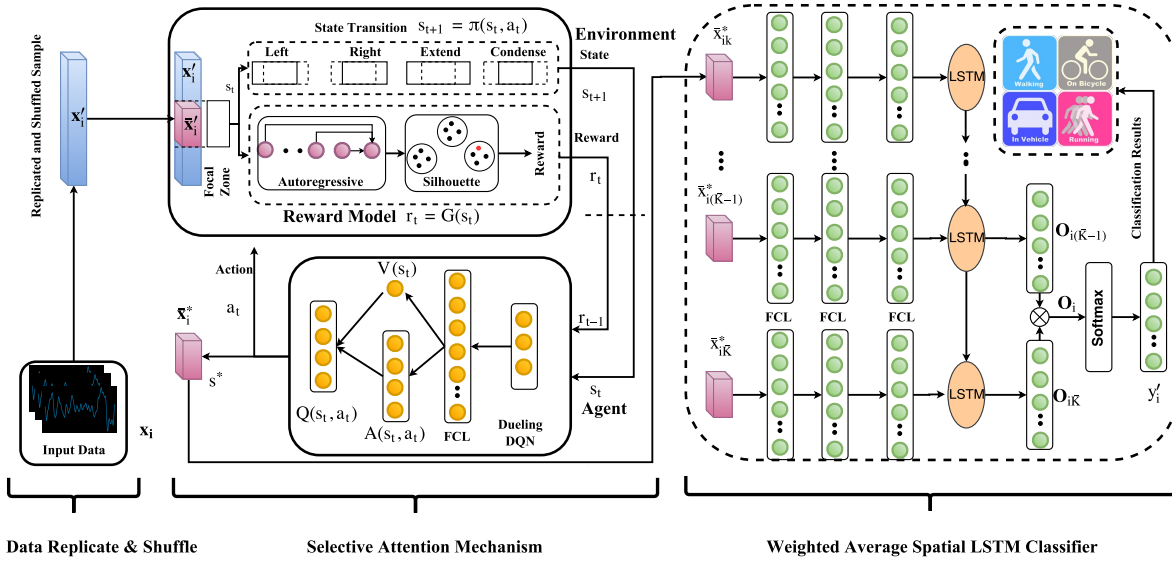 Replicated and Shuffled Sample
x′i
Input Data
xi
State Transition st+1 = π(st, at)
Left Right Extend Condense
x′i
x̄′i
Focal
Zone
st
Autoregressive
Silhouette
Reward
Reward Model rt = G(st)
Environment
State
st+1
Reward
rt
Action
at
x̄*i
s*
V(st)
Q(st, at)
A(st, at)
FCL
Dueling
DQN
rt−1
st
Agent
x̄*ik
LSTM
Walking
On Bicycle
In Vehicle
Running
x̄*i(K̄−1)
LSTM
Oi(K̄−1)
FCL FCL FCL
x̄*iK̄
LSTM
OiK̄
Oi
Softmax
Classification Results
y′i
Data Replicate & Shuffle
Selective Attention Mechanism
Weighted Average Spatial LSTM Classifier